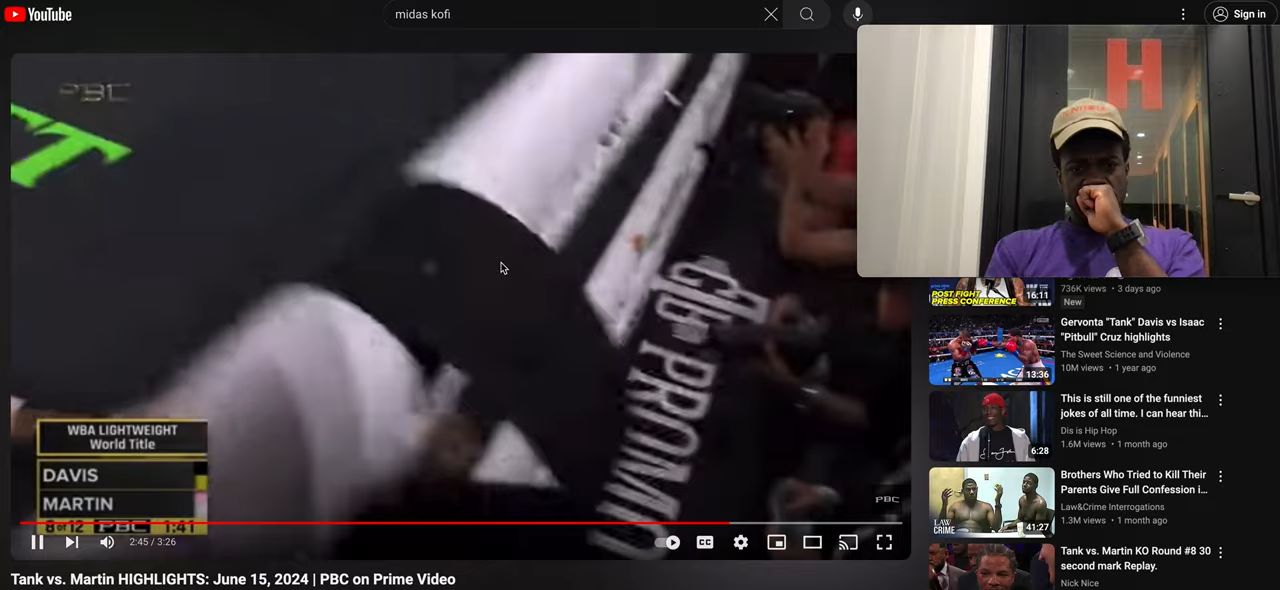 YouTube
midas kofi
Sign in
PBC
H
CJB PROMO
WBA LIGHTWEIGHT
World Title
DAVIS
MARTIN
8 of 12 PBC 1:41
PBC
2:45 / 3:26
CC
Tank vs. Martin HIGHLIGHTS: June 15, 2024 | PBC on Prime Video
POST FIGHT
PRESS CONFERENCE
16:11
736K views • 3 days ago
New
Gervonta "Tank" Davis vs Isaac
"Pitbull" Cruz highlights
The Sweet Science and Violence
10M views • 1 year ago
13:36
This is still one of the funniest
jokes of all time. I can hear thi...
Dis is Hip Hop
1.6M views • 1 month ago
6:28
Brothers Who Tried to Kill Their
Parents Give Full Confession i...
Law&Crime Interrogations
1.3M views • 1 month ago
LAW
CRIME
41:27
Tank vs. Martin KO Round #8 30
second mark Replay.
Nick Nice